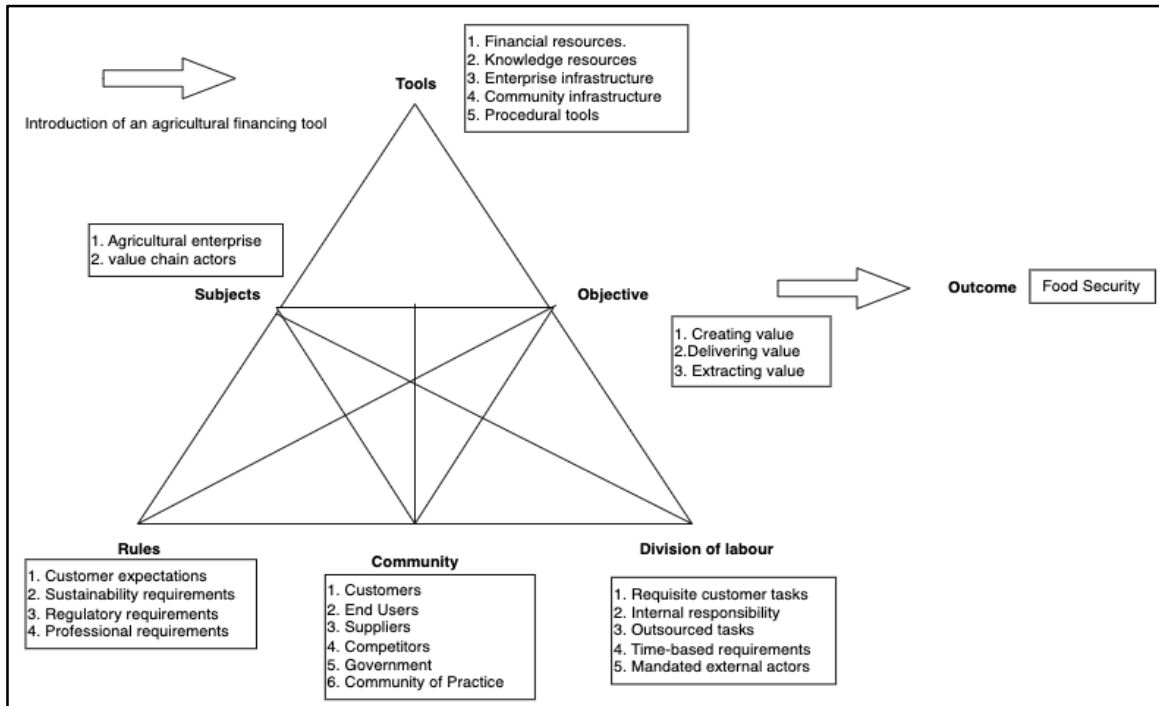 1. Financial resources.
2. Knowledge resources
3. Enterprise infrastructure
4. Community infrastructure
5. Procedural tools
Tools
Introduction of an agricultural financing tool
1. Agricultural enterprise
2. value chain actors
Subjects
Objective
Outcome
Food Security
1. Creating value
2.Delivering value
3. Extracting value
Rules
1. Customer expectations
2. Sustainability requirements
3. Regulatory requirements
4. Professional requirements
Community
1. Customers
2. End Users
3. Suppliers
4. Competitors
5. Government
6. Community of Practice
Division of labour
1. Requisite customer tasks
2. Internal responsibility
3. Outsourced tasks
4. Time-based requirements
5. Mandated external actors